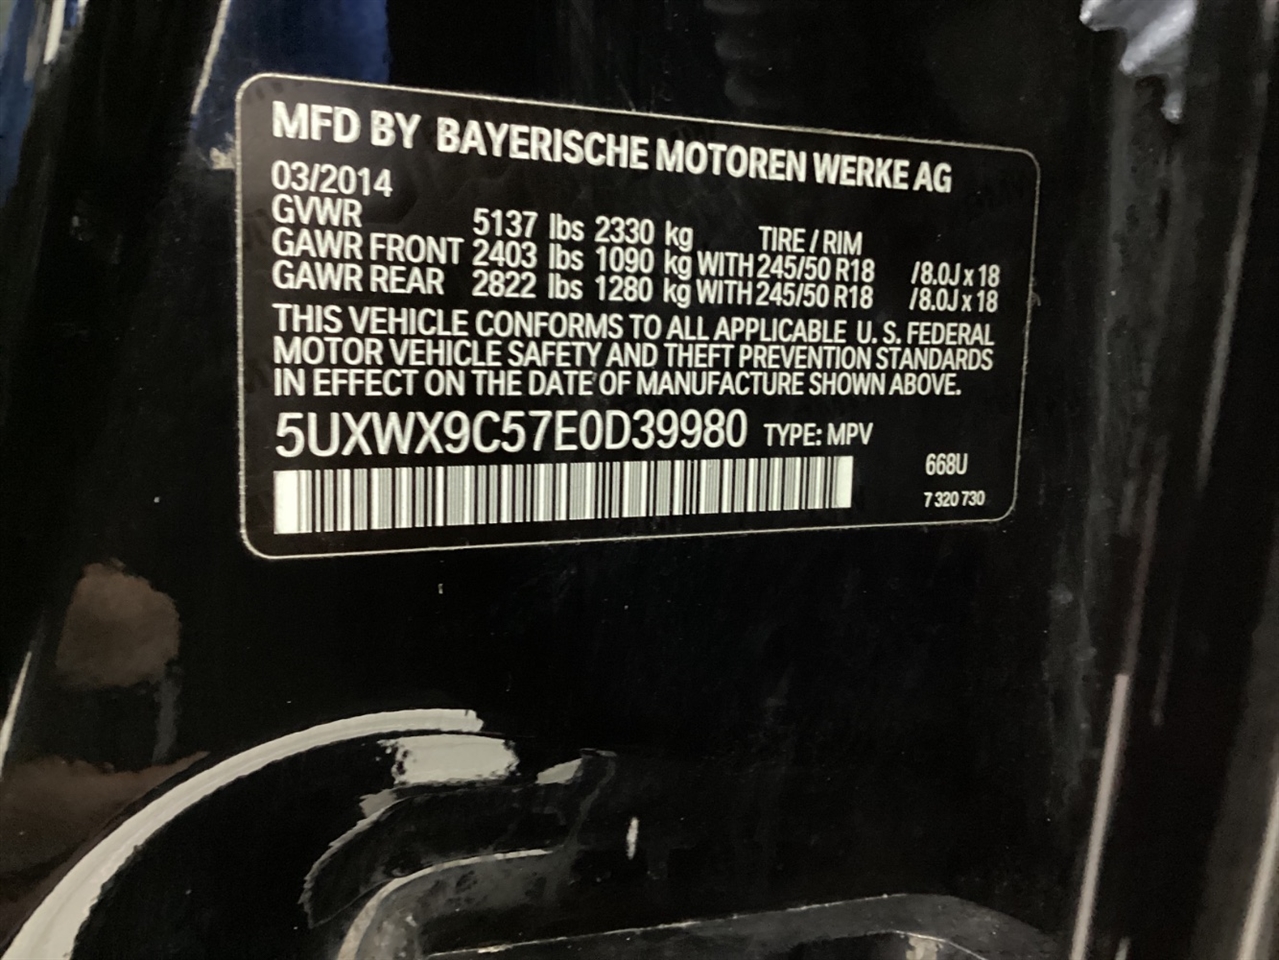 MFD BY BAYERISCHE MOTOREN WERKE AG
03/2014
GVWR 5137 lbs 2330 kg TIRE / RIM
GAWR FRONT 2403 lbs 1090 kg WITH 245/50 R18 /8.0J x 18
GAWR REAR 2822 lbs 1280 kg WITH 245/50 R18 /8.0J x 18
THIS VEHICLE CONFORMS TO ALL APPLICABLE U. S. FEDERAL
MOTOR VEHICLE SAFETY AND THEFT PREVENTION STANDARDS
IN EFFECT ON THE DATE OF MANUFACTURE SHOWN ABOVE.
5UXWX9C57E0D39980 TYPE: MPV
668U
7 320 730